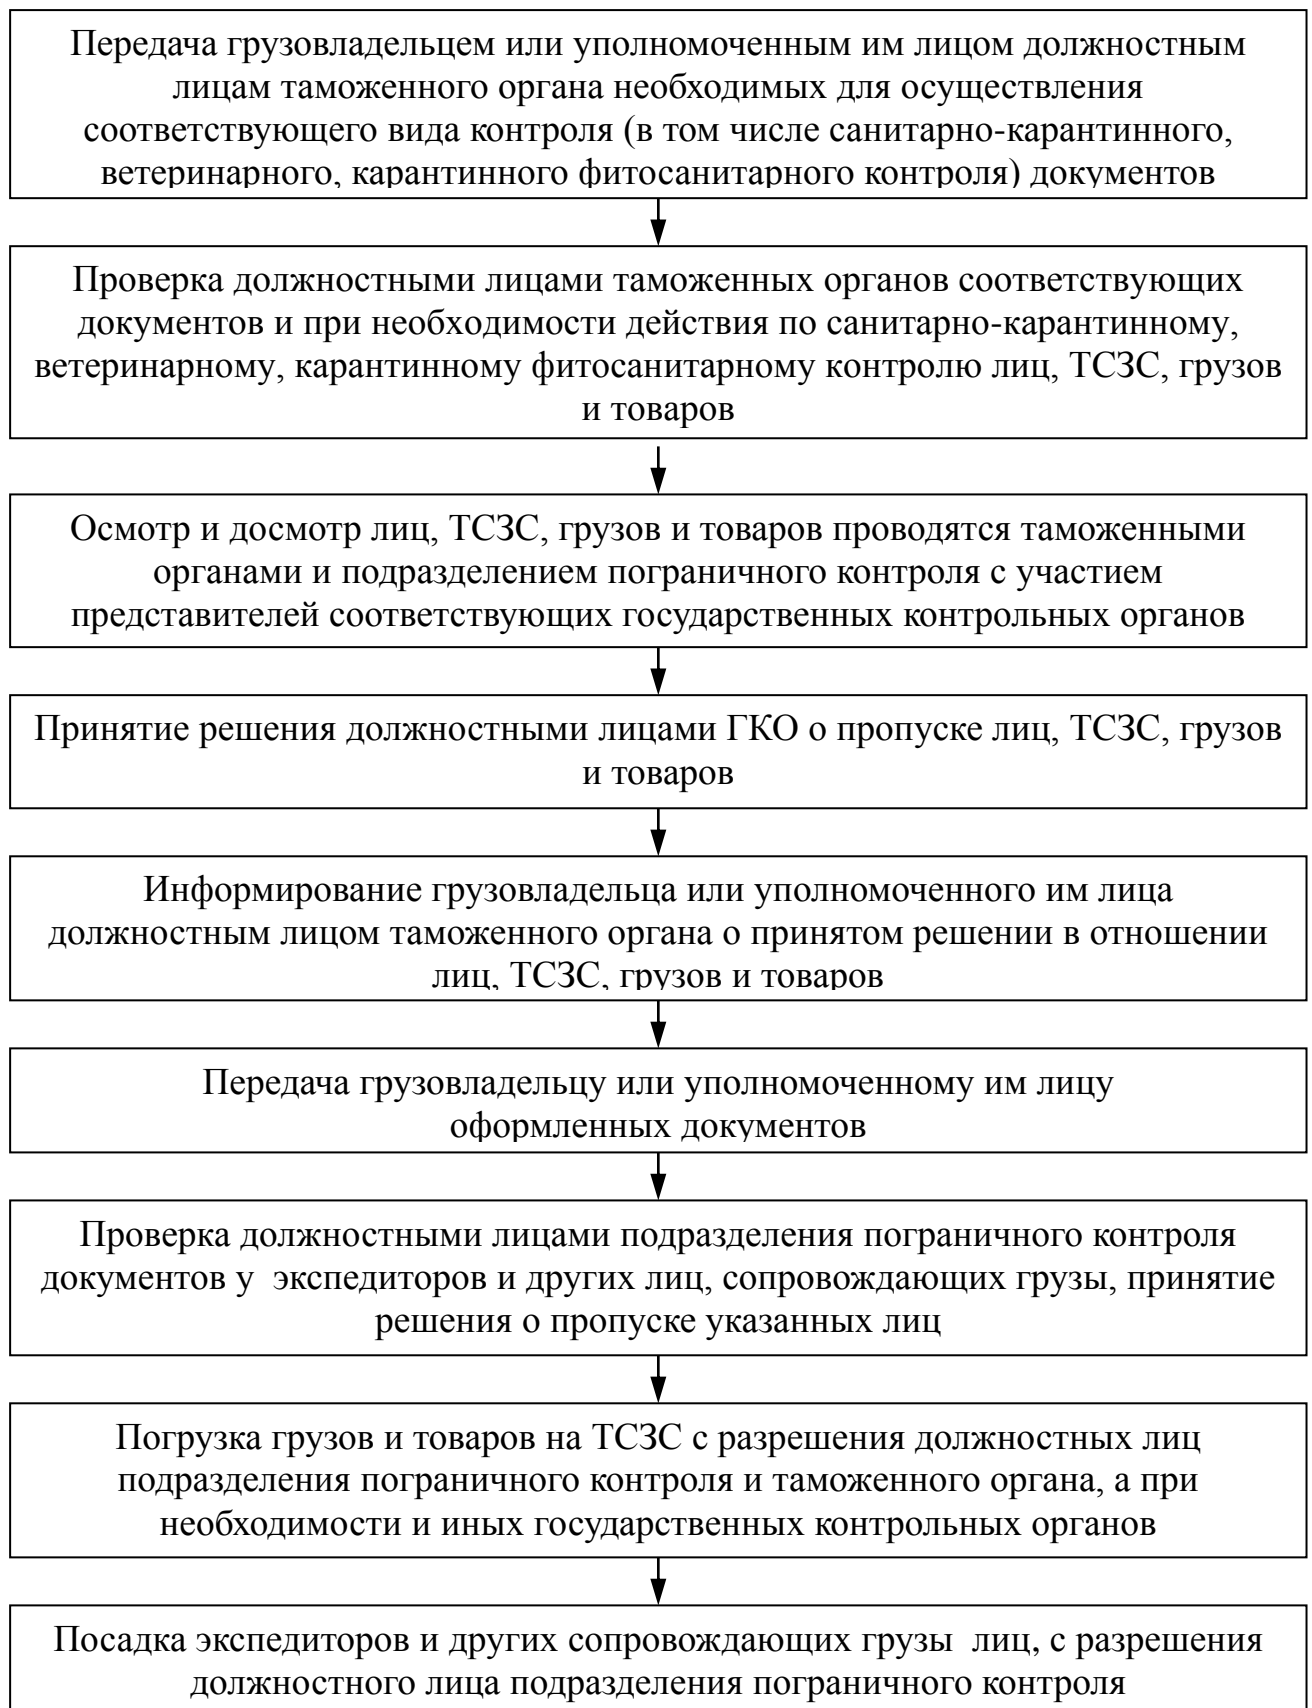 Передача грузовладельцем или уполномоченным им лицом должностным
лицам таможенного органа необходимых для осуществления
соответствующего вида контроля (в том числе санитарно-карантинного,
ветеринарного, карантинного фитосанитарного контроля) документов
Проверка должностными лицами таможенных органов соответствующих
документов и при необходимости действия по санитарно-карантинному,
ветеринарному, карантинному фитосанитарному контролю лиц, ТСЗС, грузов
и товаров
Осмотр и досмотр лиц, ТСЗС, грузов и товаров проводятся таможенными
органами и подразделением пограничного контроля с участием
представителей соответствующих государственных контрольных органов
Принятие решения должностными лицами ГКО о пропуске лиц, ТСЗС, грузов
и товаров
Информирование грузовладельца или уполномоченного им лица
должностным лицом таможенного органа о принятом решении в отношении
лиц, ТСЗС, грузов и товаров
Передача грузовладельцу или уполномоченному им лицу
оформленных документов
Проверка должностными лицами подразделения пограничного контроля
документов у  экспедиторов и других лиц, сопровождающих грузы, принятие
решения о пропуске указанных лиц
Погрузка грузов и товаров на ТСЗС с разрешения должностных лиц
подразделения пограничного контроля и таможенного органа, а при
необходимости и иных государственных контрольных органов
Посадка экспедиторов и других сопровождающих грузы  лиц, с разрешения
должностного лица подразделения пограничного контроля